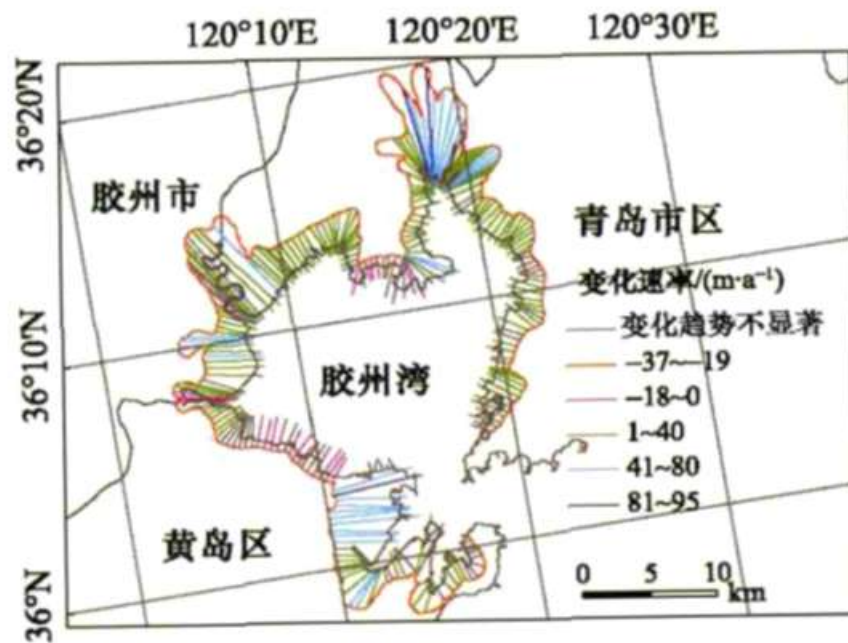 120°10′E 120°20′E 120°30′E
36°20′N
胶州市
青岛市区
变化速率/(m·a⁻¹)
变化趋势不显著
36°10′N
胶州湾
−37~−19
−18~0
1~40
41~80
81~95
黄岛区
0 5 10
km
36°N